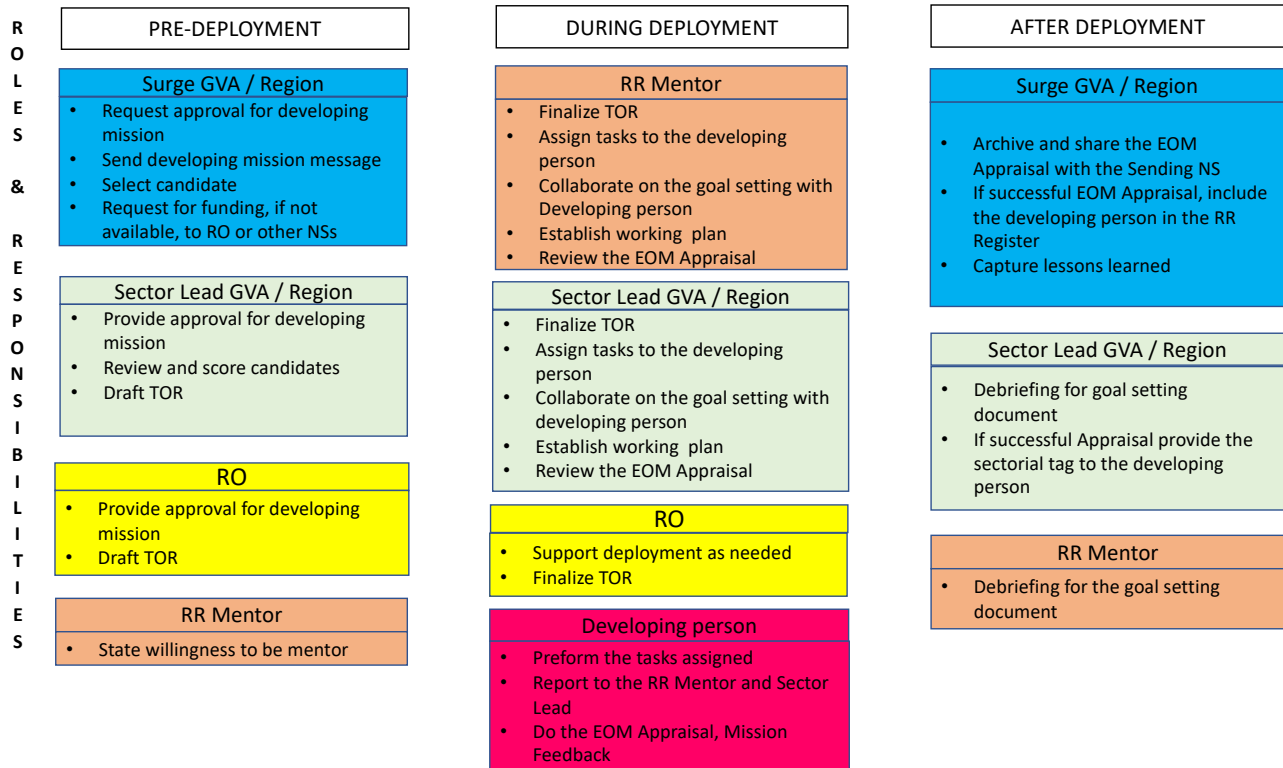 ROLES & RESPONSIBILITIES
PRE-DEPLOYMENT
Surge GVA / Region
• Request approval for developing
mission
• Send developing mission message
• Select candidate
• Request for funding, if not
available, to RO or other NSs
Sector Lead GVA / Region
• Provide approval for developing
mission
• Review and score candidates
• Draft TOR
RO
• Provide approval for developing
mission
• Draft TOR
RR Mentor
• State willingness to be mentor
DURING DEPLOYMENT
RR Mentor
• Finalize TOR
• Assign tasks to the developing
person
• Collaborate on the goal setting with
Developing person
• Establish working plan
• Review the EOM Appraisal
Sector Lead GVA / Region
• Finalize TOR
• Assign tasks to the developing
person
• Collaborate on the goal setting with
developing person
• Establish working plan
• Review the EOM Appraisal
RO
• Support deployment as needed
• Finalize TOR
Developing person
• Preform the tasks assigned
• Report to the RR Mentor and Sector
Lead
• Do the EOM Appraisal, Mission
Feedback
AFTER DEPLOYMENT
Surge GVA / Region
• Archive and share the EOM
Appraisal with the Sending NS
• If successful EOM Appraisal, include
the developing person in the RR
Register
• Capture lessons learned
Sector Lead GVA / Region
• Debriefing for goal setting
document
• If successful Appraisal provide the
sectorial tag to the developing
person
RR Mentor
• Debriefing for the goal setting
document